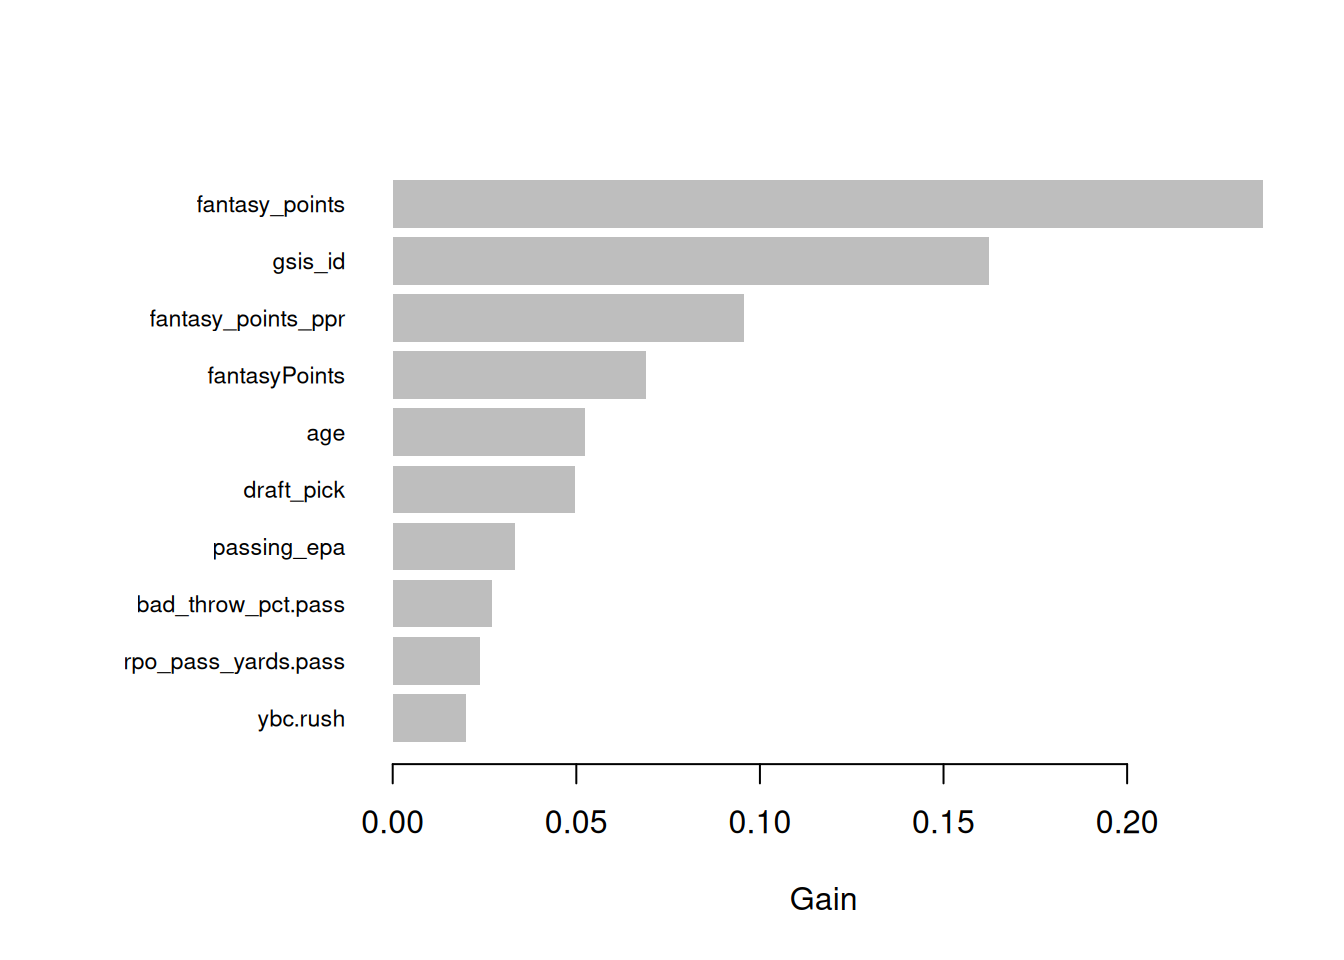 fantasy_points
gsis_id
fantasy_points_ppr
fantasyPoints
age
draft_pick
passing_epa
bad_throw_pct.pass
rpo_pass_yards.pass
ybc.rush
0.00 0.05 0.10 0.15 0.20
Gain